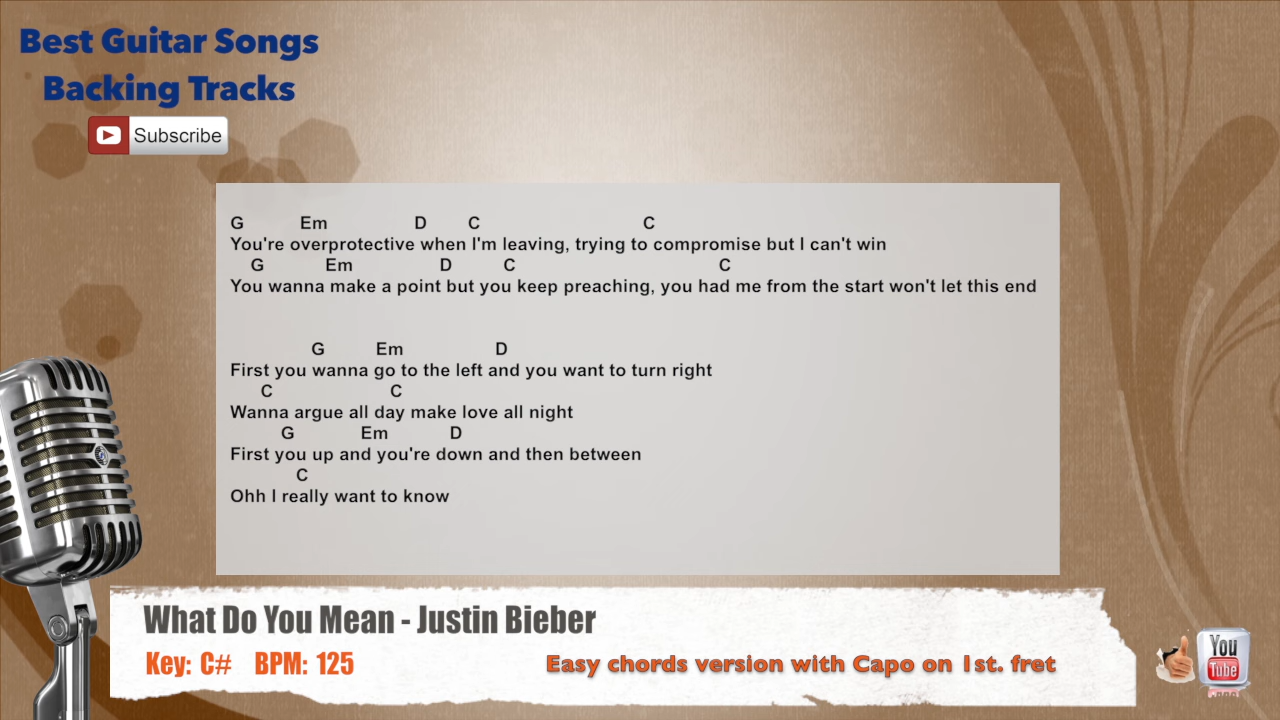 Best Guitar Songs
Backing Tracks
Subscribe
G Em D C C
You're overprotective when I'm leaving, trying to compromise but I can't win
G Em D C C
You wanna make a point but you keep preaching, you had me from the start won't let this end
G Em D
First you wanna go to the left and you want to turn right
C C
Wanna argue all day make love all night
G Em D
First you up and you're down and then between
C
Ohh I really want to know
What Do You Mean - Justin Bieber
Key: C# BPM: 125
Easy chords version with Capo on 1st. fret
You
Tube